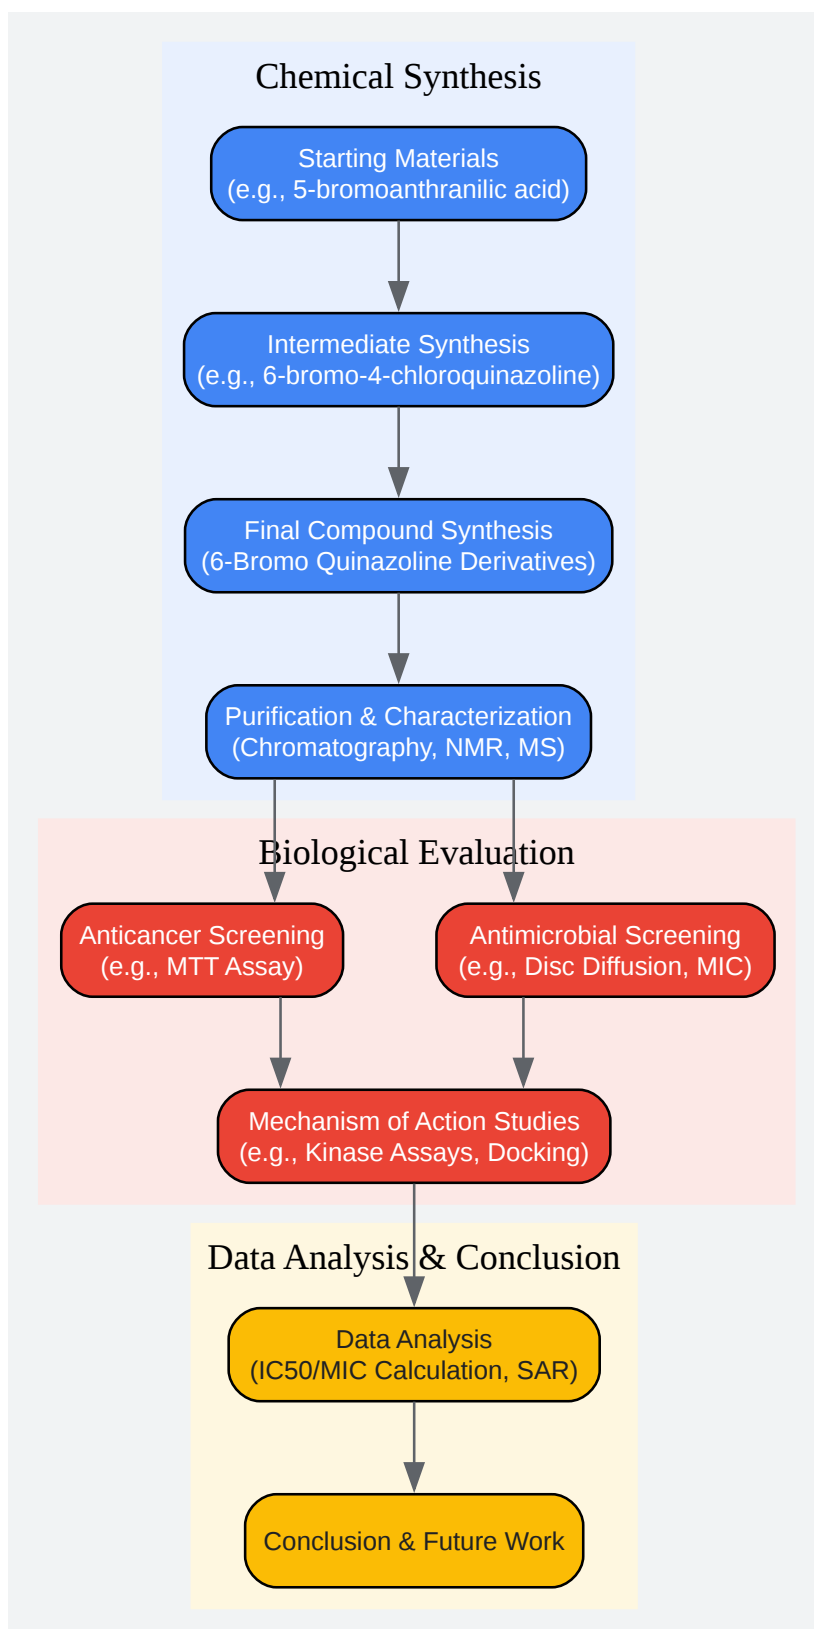 Chemical Synthesis
Starting Materials
(e.g., 5-bromoanthranilic acid)
Intermediate Synthesis
(e.g., 6-bromo-4-chloroquinazoline)
Final Compound Synthesis
(6-Bromo Quinazoline Derivatives)
Purification & Characterization
(Chromatography, NMR, MS)
Biological Evaluation
Anticancer Screening
(e.g., MTT Assay)
Antimicrobial Screening
(e.g., Disc Diffusion, MIC)
Mechanism of Action Studies
(e.g., Kinase Assays, Docking)
Data Analysis & Conclusion
Data Analysis
(IC50/MIC Calculation, SAR)
Conclusion & Future Work